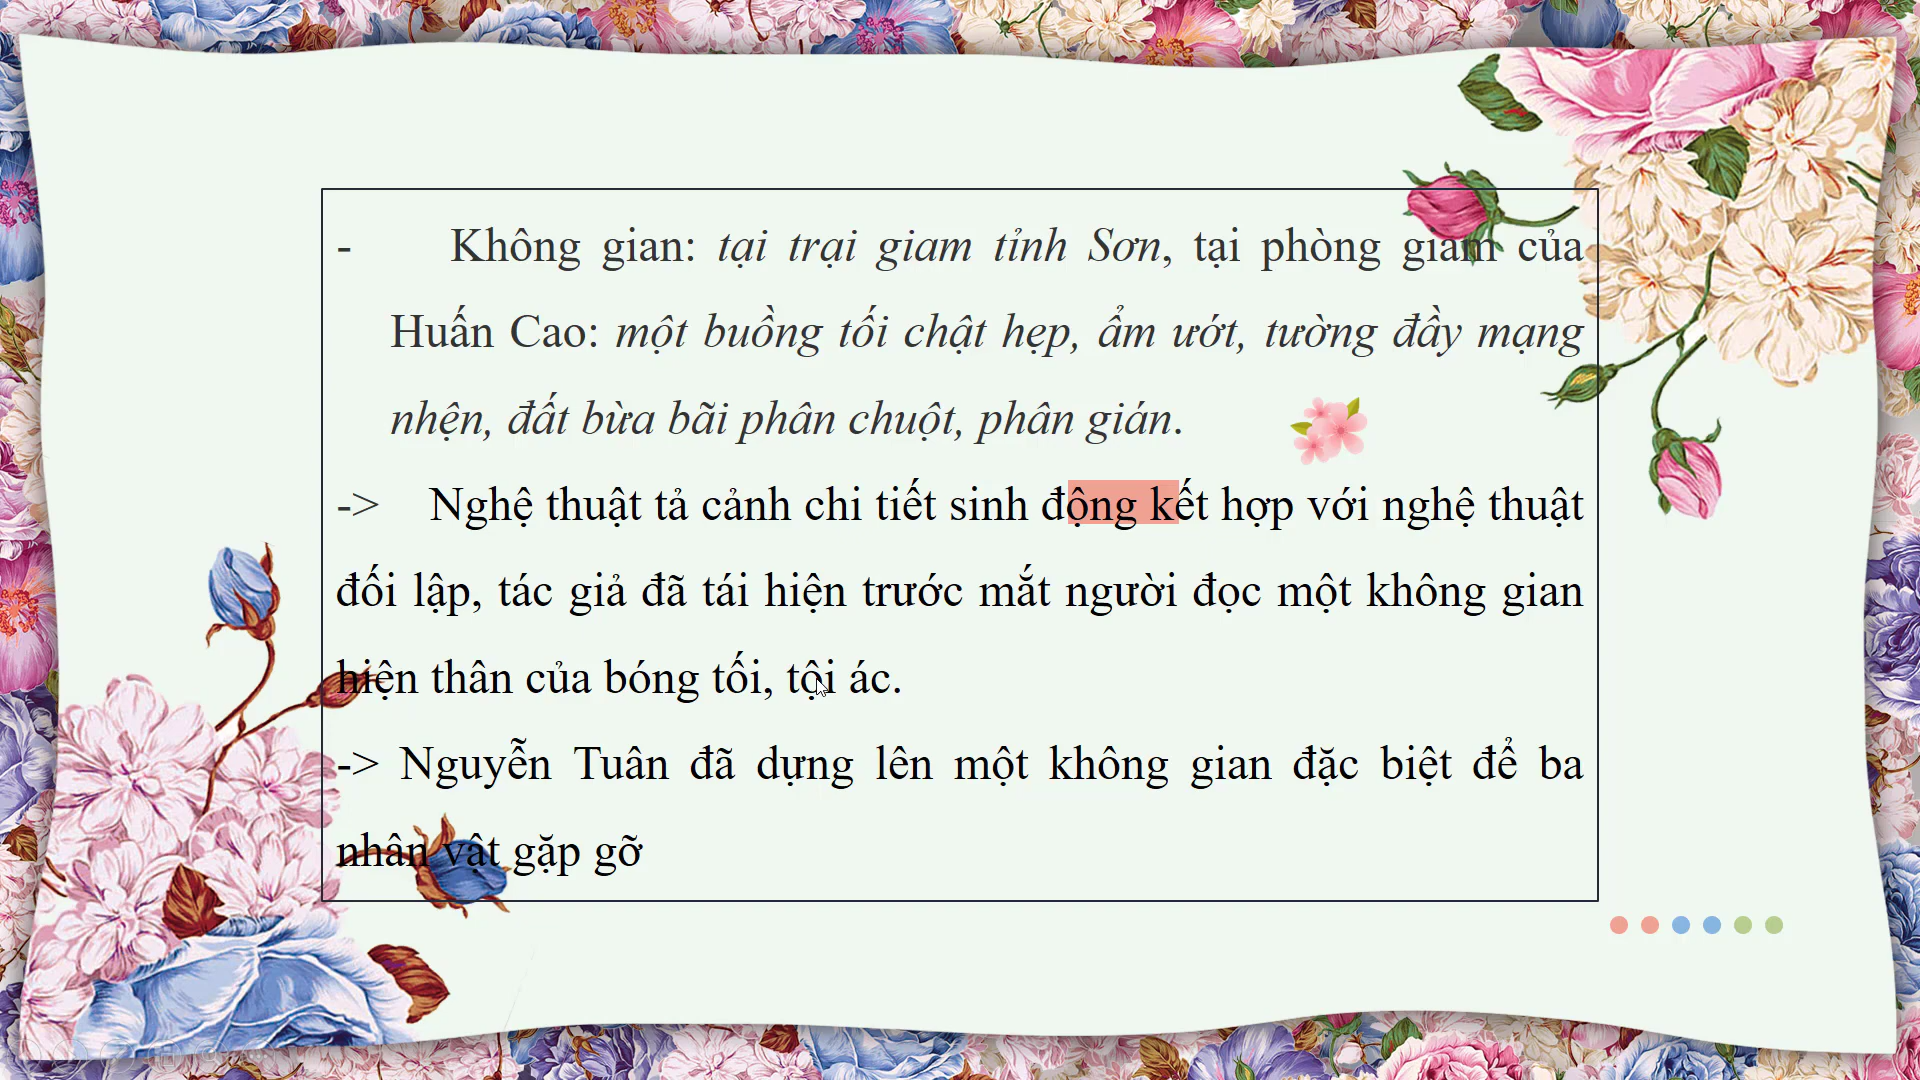 - Không gian: tại trại giam tỉnh Sơn, tại phòng giam của
Huấn Cao: một buồng tối chật hẹp, ẩm ướt, tường đầy mạng
nhện, đất bừa bãi phân chuột, phân gián.
-> Nghệ thuật tả cảnh chi tiết sinh động kết hợp với nghệ thuật
đối lập, tác giả đã tái hiện trước mắt người đọc một không gian
hiện thân của bóng tối, tội ác.
-> Nguyễn Tuân đã dựng lên một không gian đặc biệt để ba
nhân vật gặp gỡ